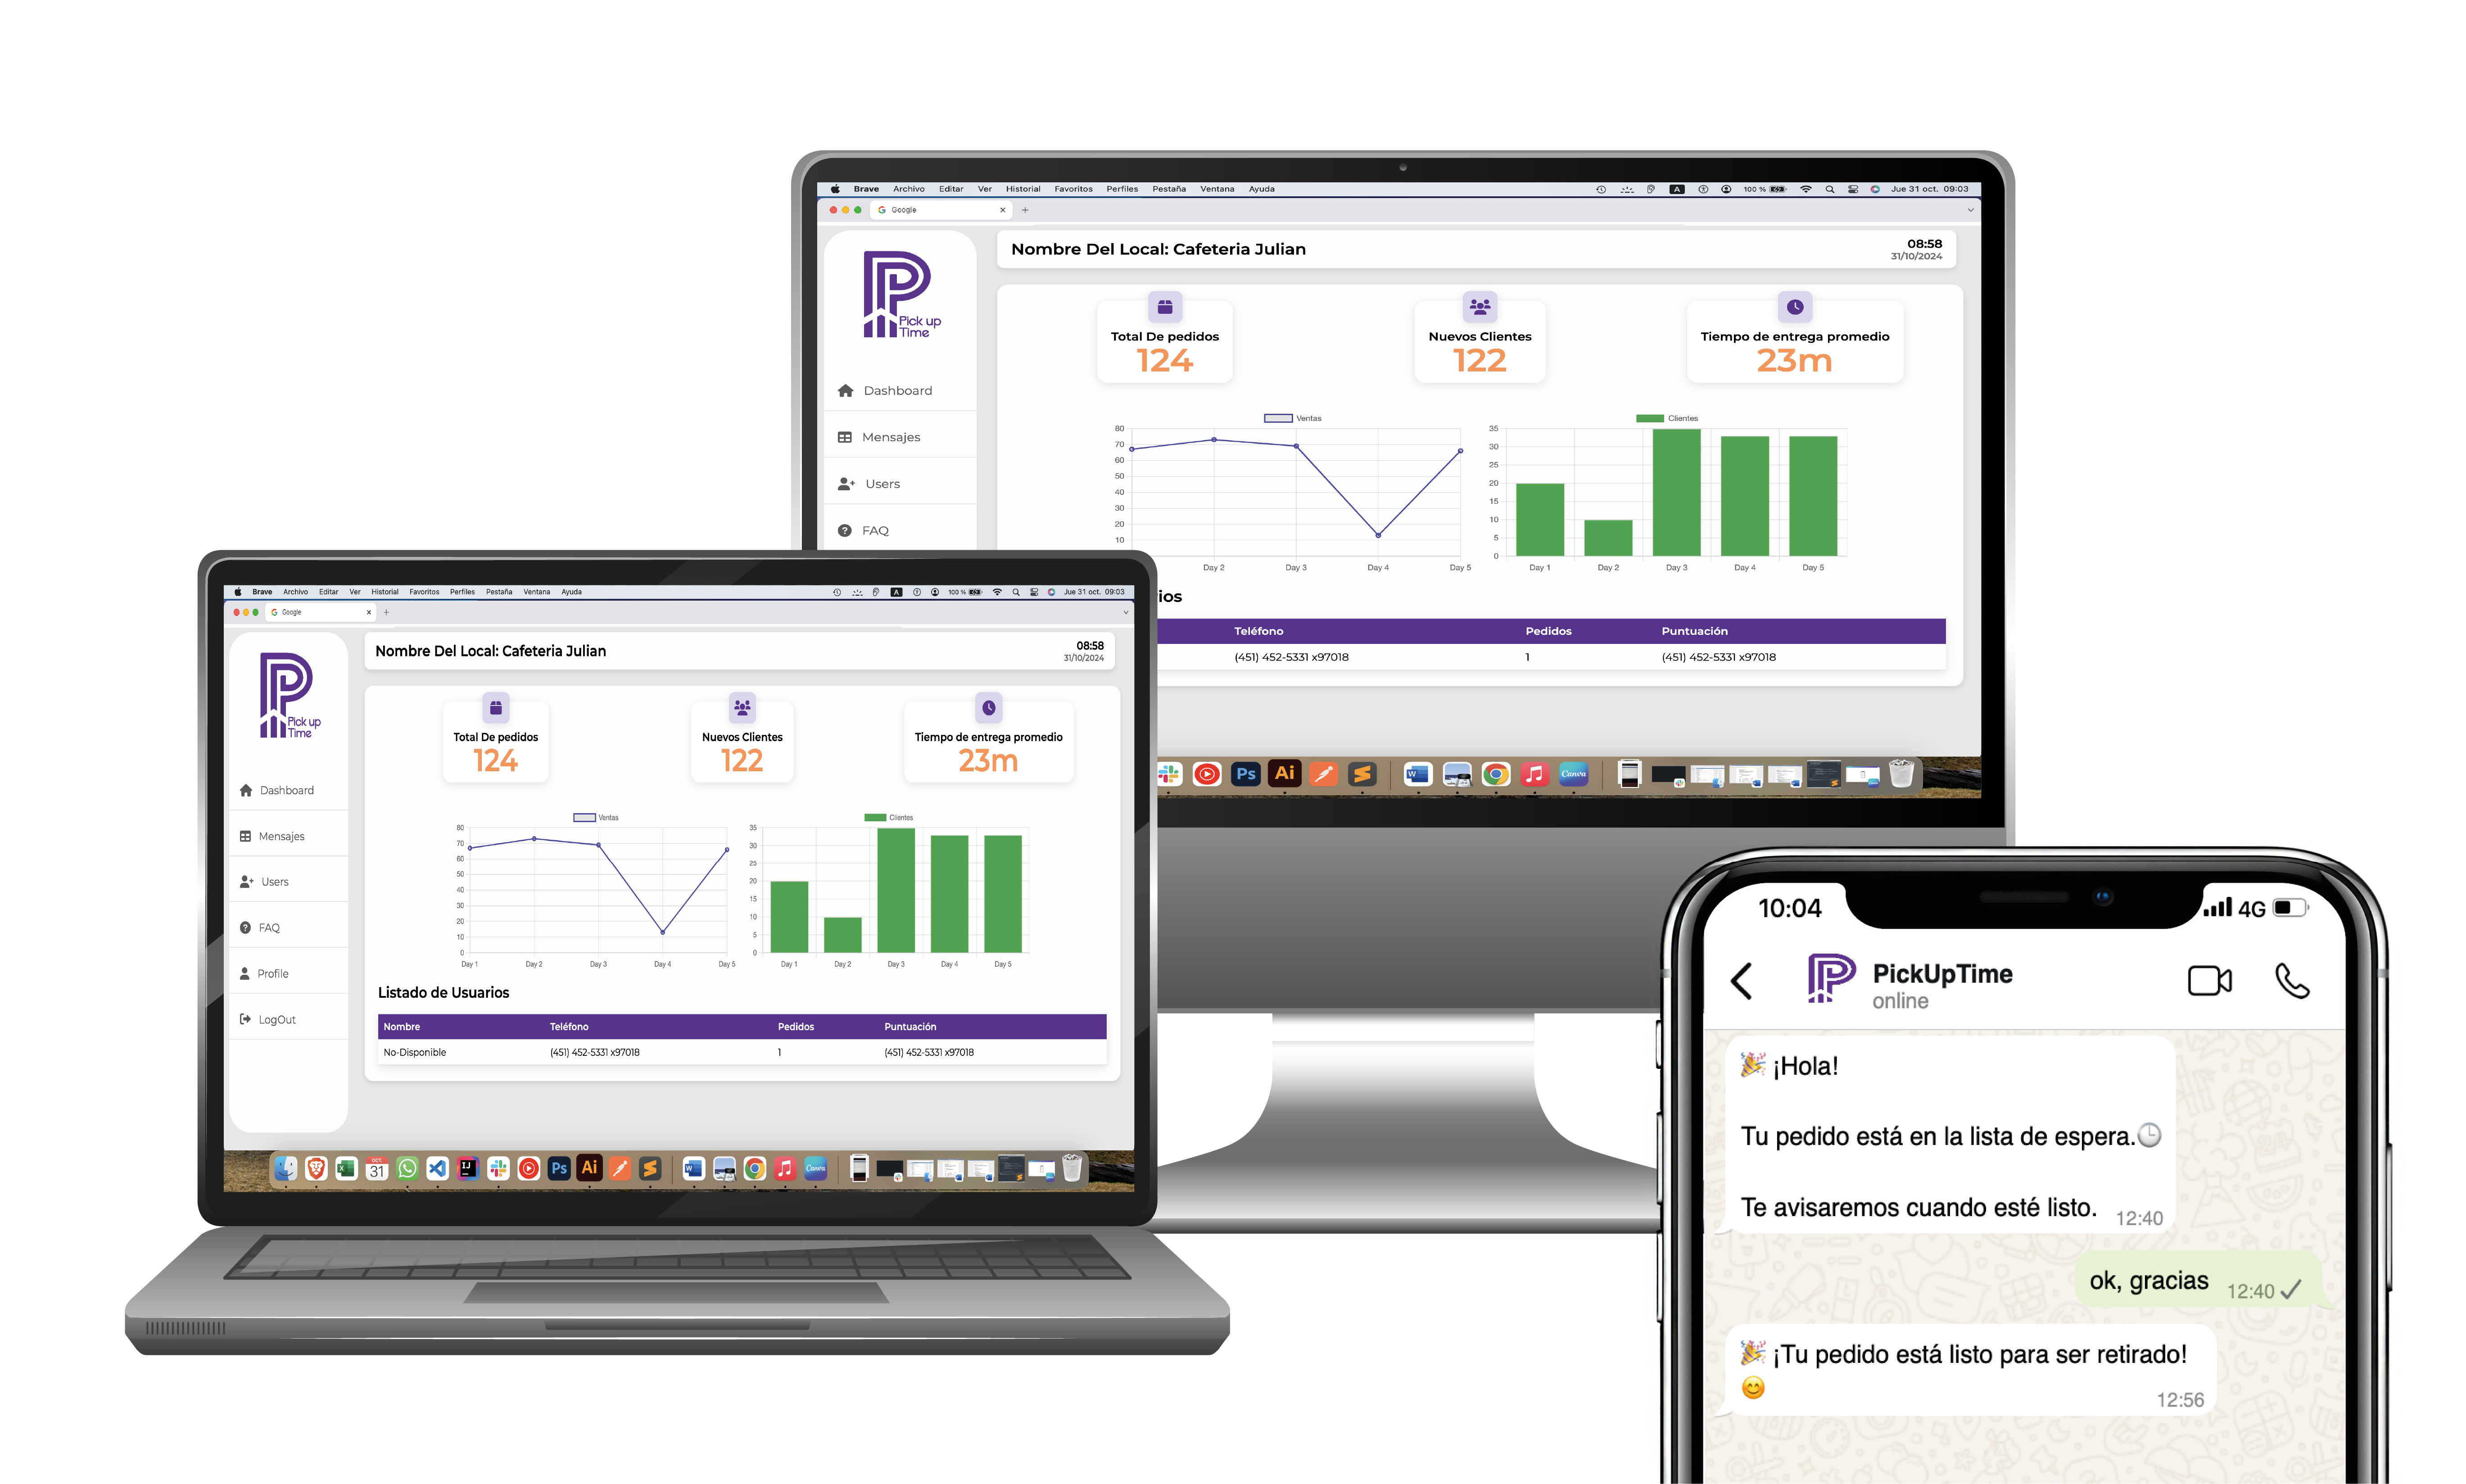 Brave Archivo Editar Ver Historial Favoritos Perfiles Pestaña Ventana Ayuda
A 100 % Jue 31 oct. 09:03
Google
Nombre Del Local: Cafeteria Julian
08:58
31/10/2024
Pick up
Time
Total De pedidos
124
Nuevos Clientes
122
Tiempo de entrega promedio
23m
Dashboard
Mensajes
Users
FAQ
Ventas
80
70
60
50
40
30
20
10
Day 2 Day 3 Day 4 Day 5
Clientes
35
30
25
20
15
10
5
0
Day 1 Day 2 Day 3 Day 4 Day 5
ios
Teléfono Pedidos Puntuación
(451) 452-5331 x97018 1 (451) 452-5331 x97018
Ps Ai W Canva
Brave Archivo Editar Ver Historial Favoritos Perfiles Pestaña Ventana Ayuda
A 100 % Jue 31 oct. 09:03
Google
Nombre Del Local: Cafeteria Julian
08:58
31/10/2024
Pick up
Time
Total De pedidos
124
Nuevos Clientes
122
Tiempo de entrega promedio
23m
Dashboard
Mensajes
Users
FAQ
Profile
LogOut
Ventas
80
70
60
50
40
30
20
10
0
Day 1 Day 2 Day 3 Day 4 Day 5
Clientes
35
30
25
20
15
10
5
0
Day 1 Day 2 Day 3 Day 4 Day 5
Listado de Usuarios
Nombre Teléfono Pedidos Puntuación
No-Disponible (451) 452-5331 x97018 1 (451) 452-5331 x97018
X OCT. 31 IJ Ps Ai W Canva
10:04 4G
PickUpTime
online
🎉 ¡Hola!
Tu pedido está en la lista de espera.🕒
Te avisaremos cuando esté listo. 12:40
ok, gracias 12:40
🎉 ¡Tu pedido está listo para ser retirado!
😊
12:56